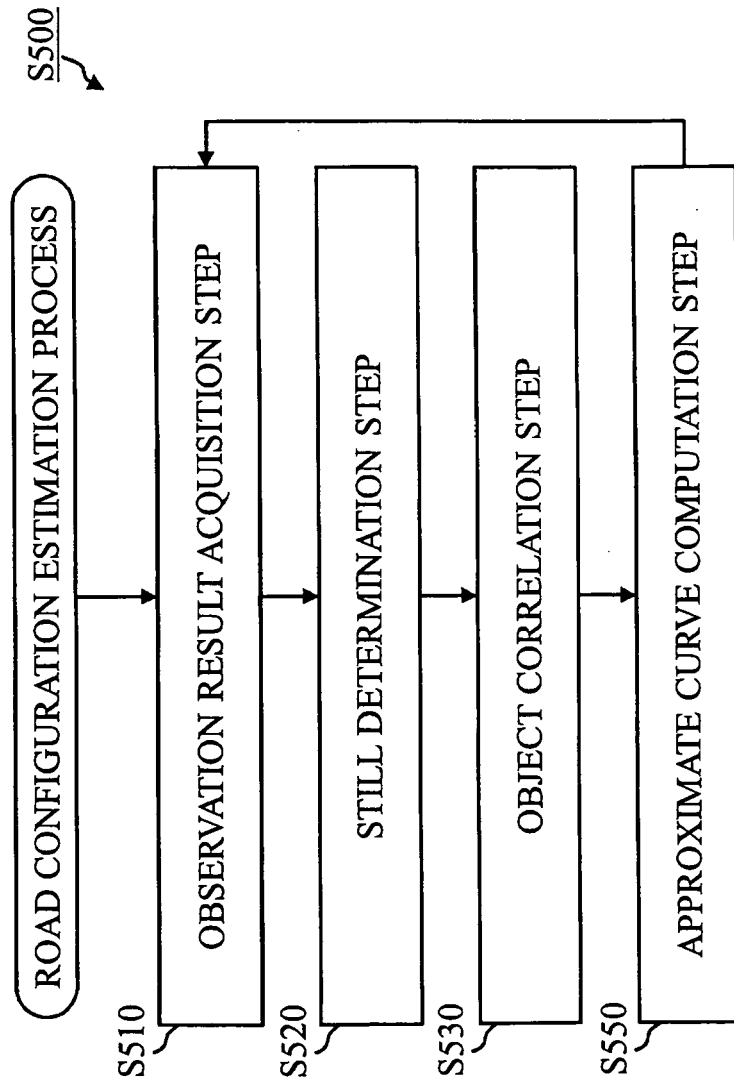 S500
ROAD CONFIGURATION ESTIMATION PROCESS
S510
OBSERVATION RESULT ACQUISITION STEP
S520
STILL DETERMINATION STEP
S530
OBJECT CORRELATION STEP
S550
APPROXIMATE CURVE COMPUTATION STEP